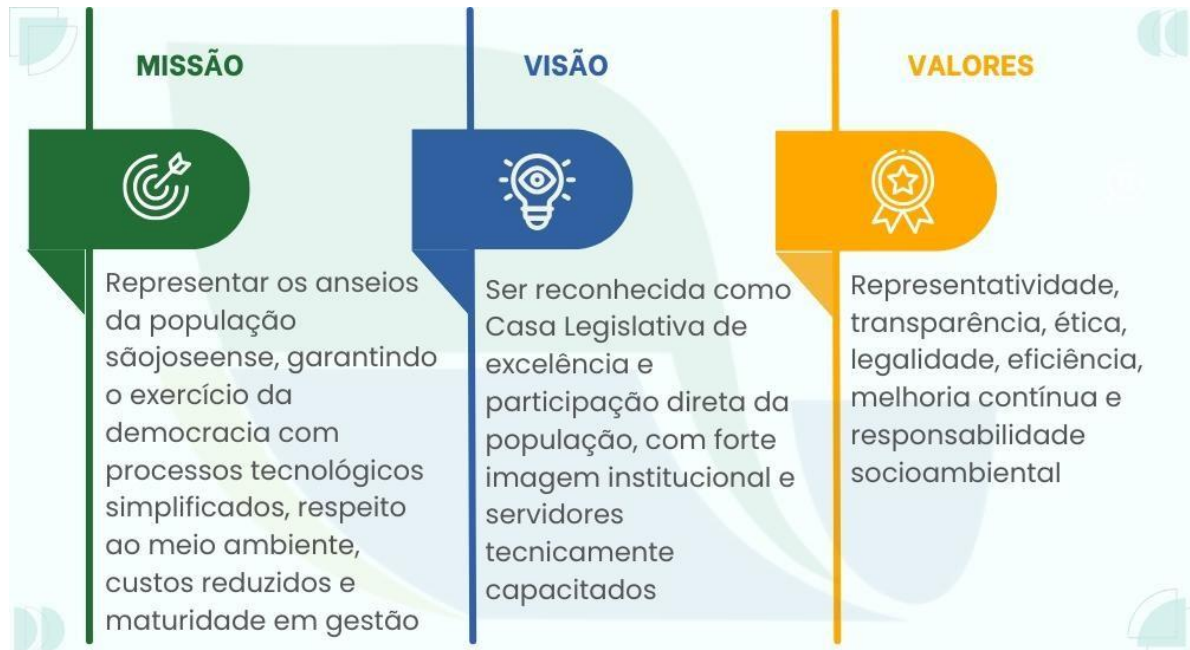 MISSÃO
Representar os anseios
da população
sãojoseense, garantindo
o exercício da
democracia com
processos tecnológicos
simplificados, respeito
ao meio ambiente,
custos reduzidos e
maturidade em gestão
VISÃO
Ser reconhecida como
Casa Legislativa de
excelência e
participação direta da
população, com forte
imagem institucional e
servidores
tecnicamente
capacitados
VALORES
Representatividade,
transparência, ética,
legalidade, eficiência,
melhoria contínua e
responsabilidade
socioambiental